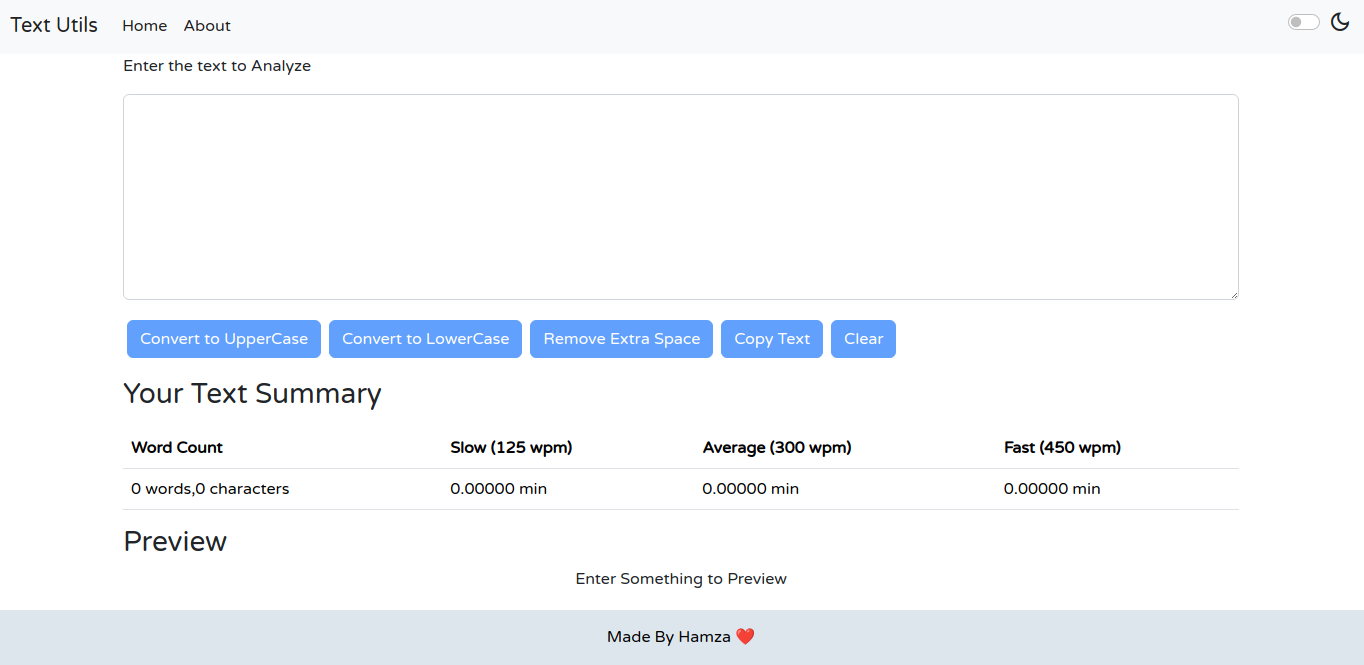 Text Utils Home About
Enter the text to Analyze
Convert to UpperCase Convert to LowerCase Remove Extra Space Copy Text Clear
Your Text Summary
Word Count Slow (125 wpm) Average (300 wpm) Fast (450 wpm)
0 words,0 characters 0.00000 min 0.00000 min 0.00000 min
Preview
Enter Something to Preview
Made By Hamza ❤️